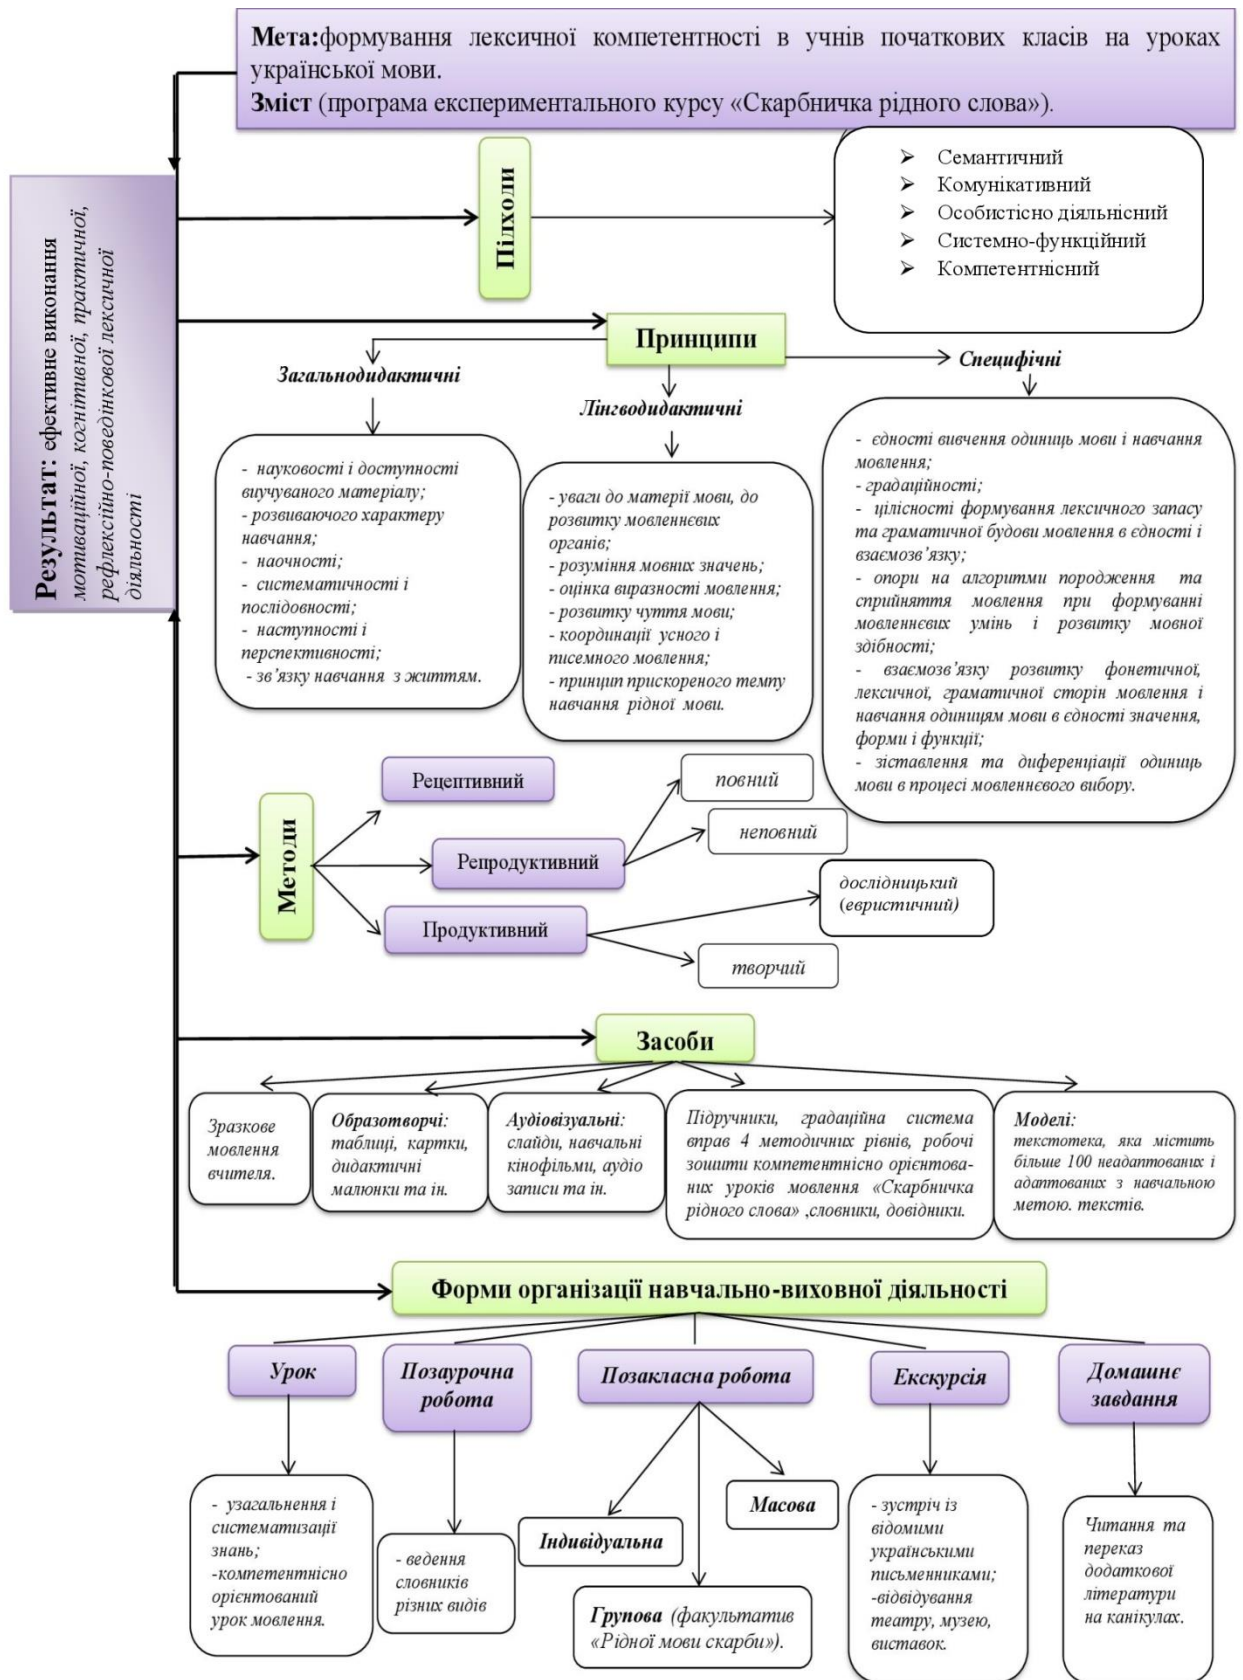 Мета:формування лексичної компетентності в учнів початкових класів на уроках
української мови.
Зміст (програма експериментального курсу «Скарбничка рідного слова»).
Результат: ефективне виконання
мотиваційної, когнітивної, практичної,
рефлексійно-поведінкової лексичної
діяльності
Підходи
Семантичний
Комунікативний
Особистісно діяльнісний
Системно-функційний
Компетентнісний
Принципи
Загальнодидактичні
Лінгводидактичні
Специфічні
- науковості і доступності
виучуваного матеріалу;
- розвиваючого характеру
навчання;
- наочності;
- систематичності і
послідовності;
- наступності і
перспективності;
- зв’язку навчання з життям.
- уваги до матерії мови, до
розвитку мовленнєвих
органів;
- розуміння мовних значень;
- оцінка виразності мовлення;
- розвитку чуття мови;
- координації усного і
писемного мовлення;
- принцип прискореного темпу
навчання рідної мови.
- єдності вивчення одиниць мови і навчання
мовлення;
- градаційності;
- цілісності формування лексичного запасу
та граматичної будови мовлення в єдності і
взаємозв’язку;
- опори на алгоритми породження та
сприйняття мовлення при формуванні
мовленнєвих умінь і розвитку мовної
здібності;
- взаємозв’язку розвитку фонетичної,
лексичної, граматичної сторін мовлення і
навчання одиницям мови в єдності значення,
форми і функції;
- зіставлення та диференціації одиниць
мови в процесі мовленнєвого вибору.
Методи
Рецептивний
Репродуктивний
Продуктивний
повний
неповний
дослідницький
(евристичний)
творчий
Засоби
Зразкове
мовлення
вчителя.
Образотворчі:
таблиці, картки,
дидактичні
малюнки та ін.
Аудіовізуальні:
слайди, навчальні
кінофільми, аудіо
записи та ін.
Підручники, градаційна система
вправ 4 методичних рівнів, робочі
зошити компетентнісно орієнтова-
них уроків мовлення «Скарбничка
рідного слова» ,словники, довідники.
Моделі:
текстотека, яка містить
більше 100 неадаптованих і
адаптованих з навчальною
метою. текстів.
Форми організації навчально-виховної діяльності
Урок
Позаурочна
робота
Позакласна робота
Екскурсія
Домашнє
завдання
- узагальнення і
систематизації
знань;
-компетентнісно
орієнтований
урок мовлення.
- ведення
словників
різних видів
Індивідуальна
Масова
Групова (факультатив
«Рідної мови скарби»).
- зустріч із
відомими
українськими
письменниками;
-відвідування
театру, музею,
виставок.
Читання та
переказ
додаткової
літератури
на канікулах.